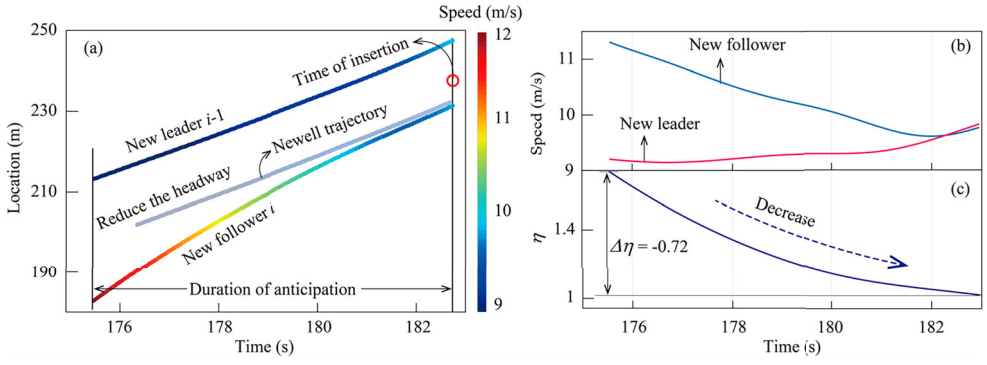 Speed (m/s)
250
(a)
Time of insertion
12
230
New leader i-1
Newell trajectory
11
Location (m)
210
Reduce the headway
New follower i
10
190
Duration of anticipation
9
176
178
180
182
Time (s)
11
New follower
(b)
Speed (m/s)
10
New leader
9
(c)
Decrease
1.4
η
Δη = -0.72
1
176
178
180
182
Time (s)